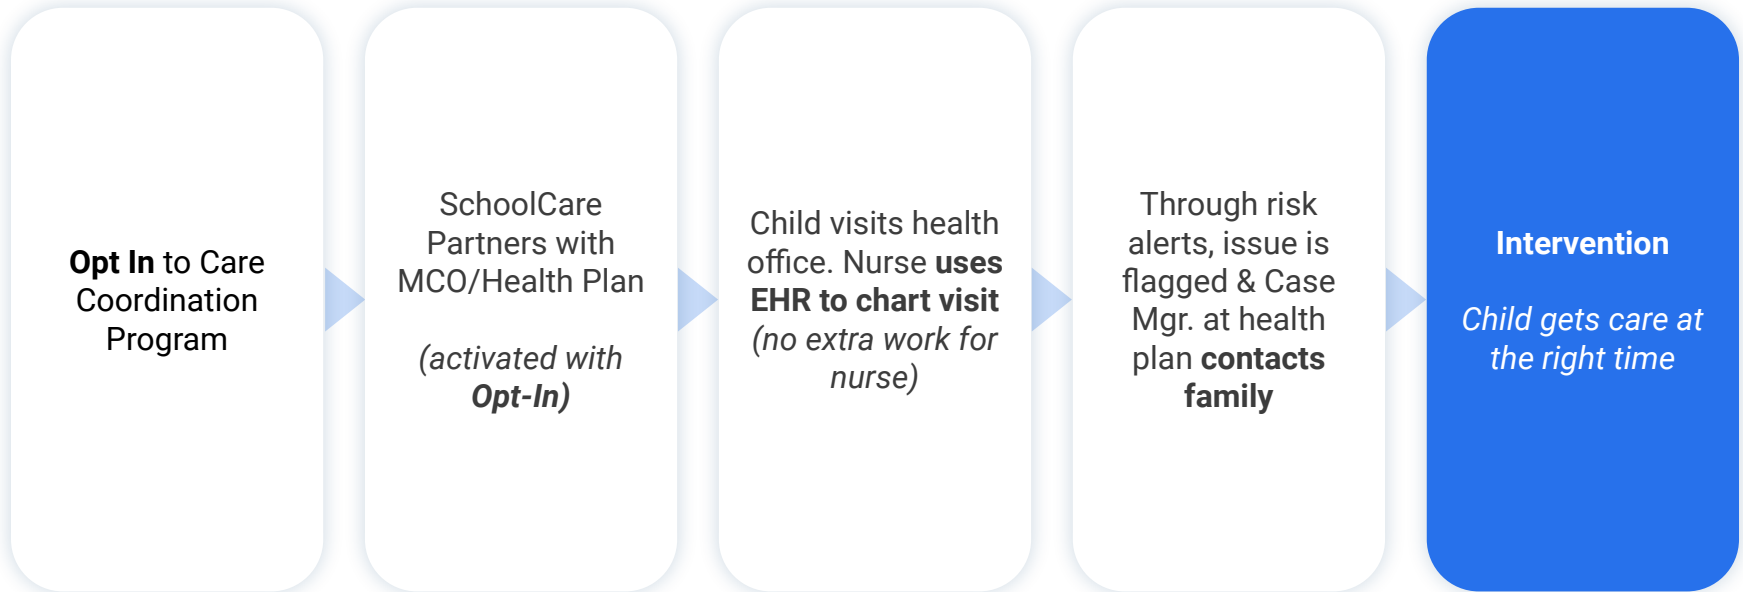 Opt In to Care
Coordination
Program
SchoolCare
Partners with
MCO/Health Plan
(activated with
Opt-In)
Child visits health
office. Nurse uses
EHR to chart visit
(no extra work for
nurse)
Through risk
alerts, issue is
flagged & Case
Mgr. at health
plan contacts
family
Intervention
Child gets care at
the right time